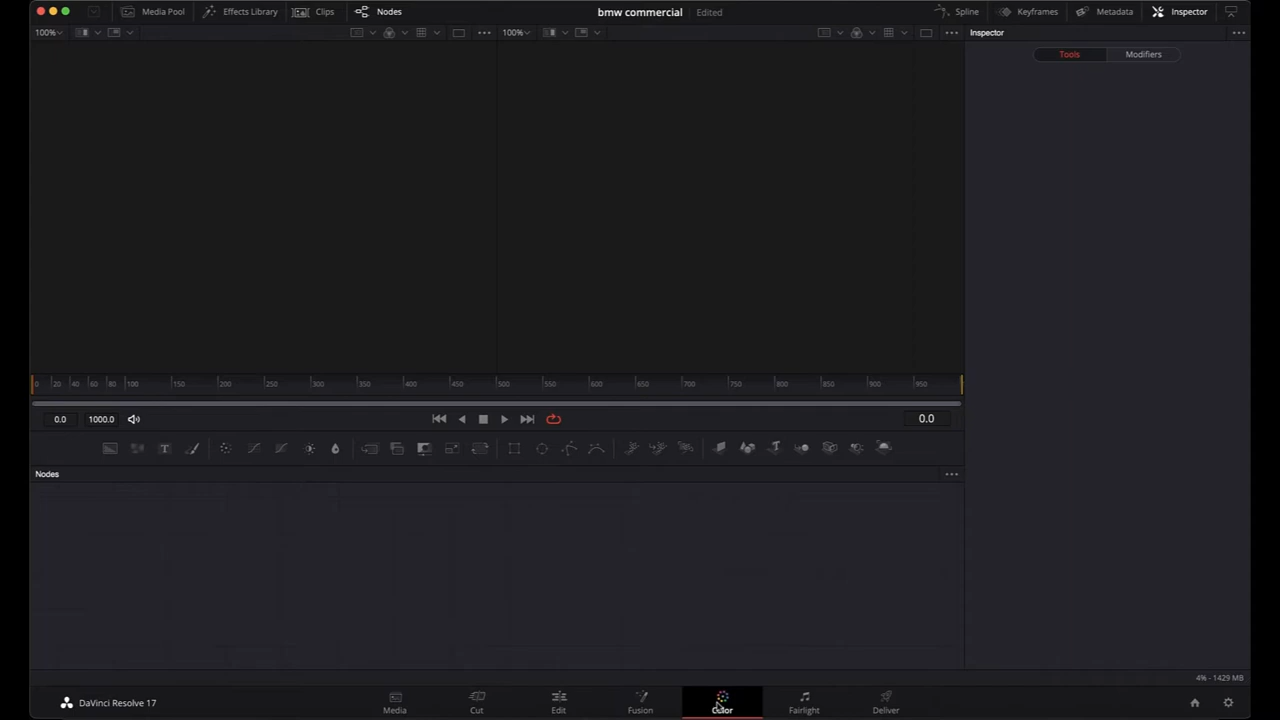 Media Pool Effects Library Clips Nodes bmw commercial Edited Spline Keyframes Metadata Inspector
100% 100% Inspector
Tools Modifiers
0 20 40 60 80 100 150 200 250 300 350 400 450 500 550 600 650 700 750 800 850 900 950
0.0 1000.0 0.0
T T
Nodes
4% - 1429 MB
DaVinci Resolve 17 Media Cut Edit Fusion Color Fairlight Deliver